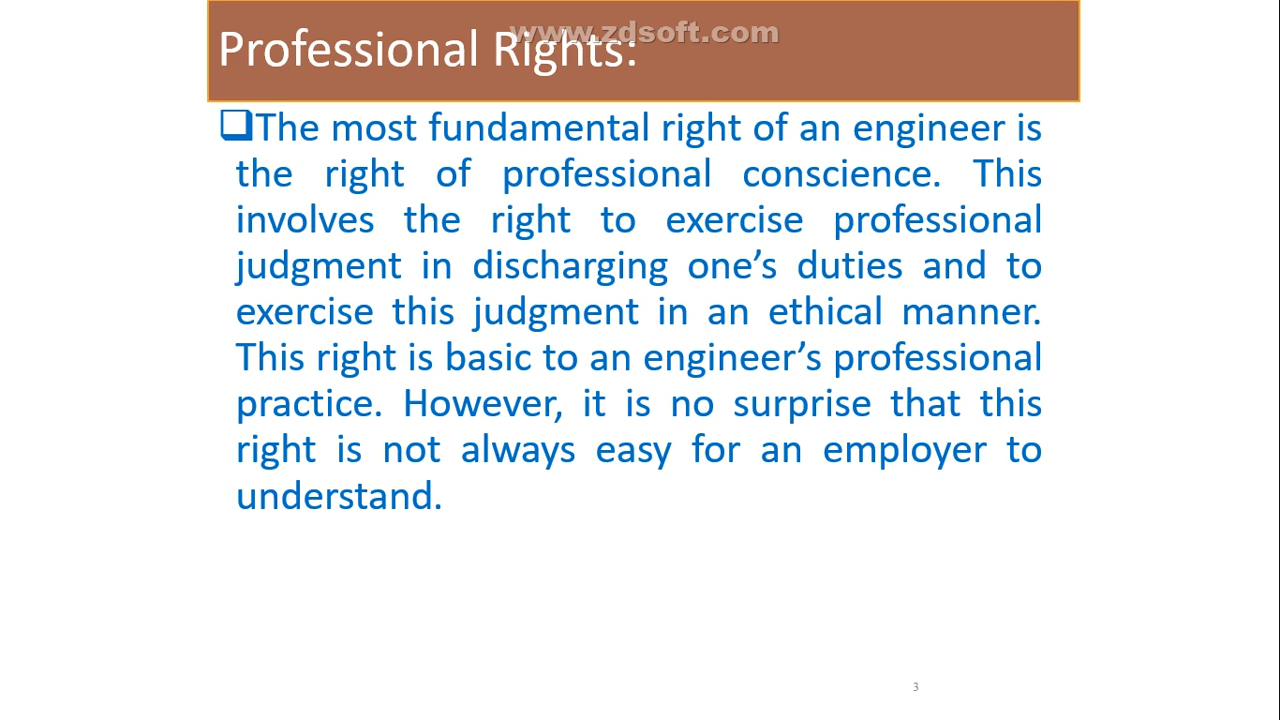 www.zdsoft.com
Professional Rights:
❑The most fundamental right of an engineer is
the right of professional conscience. This
involves the right to exercise professional
judgment in discharging one’s duties and to
exercise this judgment in an ethical manner.
This right is basic to an engineer’s professional
practice. However, it is no surprise that this
right is not always easy for an employer to
understand.
3